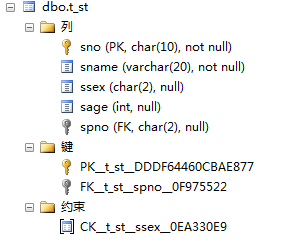 dbo.t_st
列
sno (PK, char(10), not null)
sname (varchar(20), not null)
ssex (char(2), null)
sage (int, null)
spno (FK, char(2), null)
键
PK__t_st__DDDF64460CBAE877
FK__t_st__spno__0F975522
约束
CK__t_st__ssex__0EA330E9